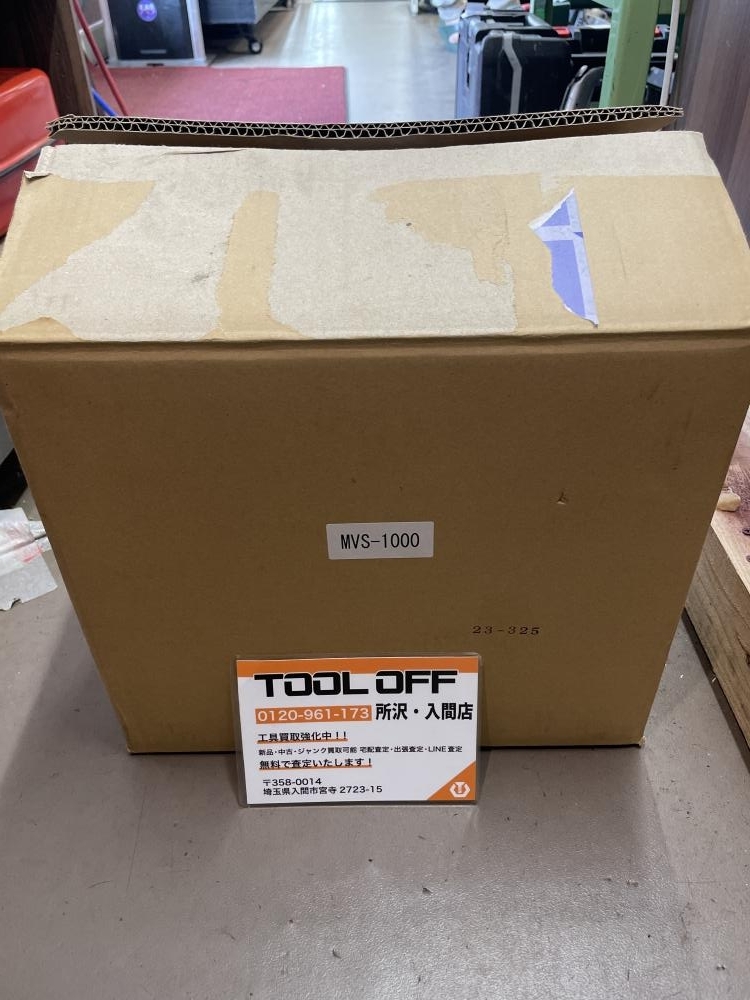 MVS-1000
23-325
TOOL OFF
0120-961-173 所沢・入間店
工具買取強化中！！
新品・中古・ジャンク買取可能 宅配査定・出張査定・LINE査定
無料で査定いたします！
〒358-0014
埼玉県入間市宮寺 2723-15